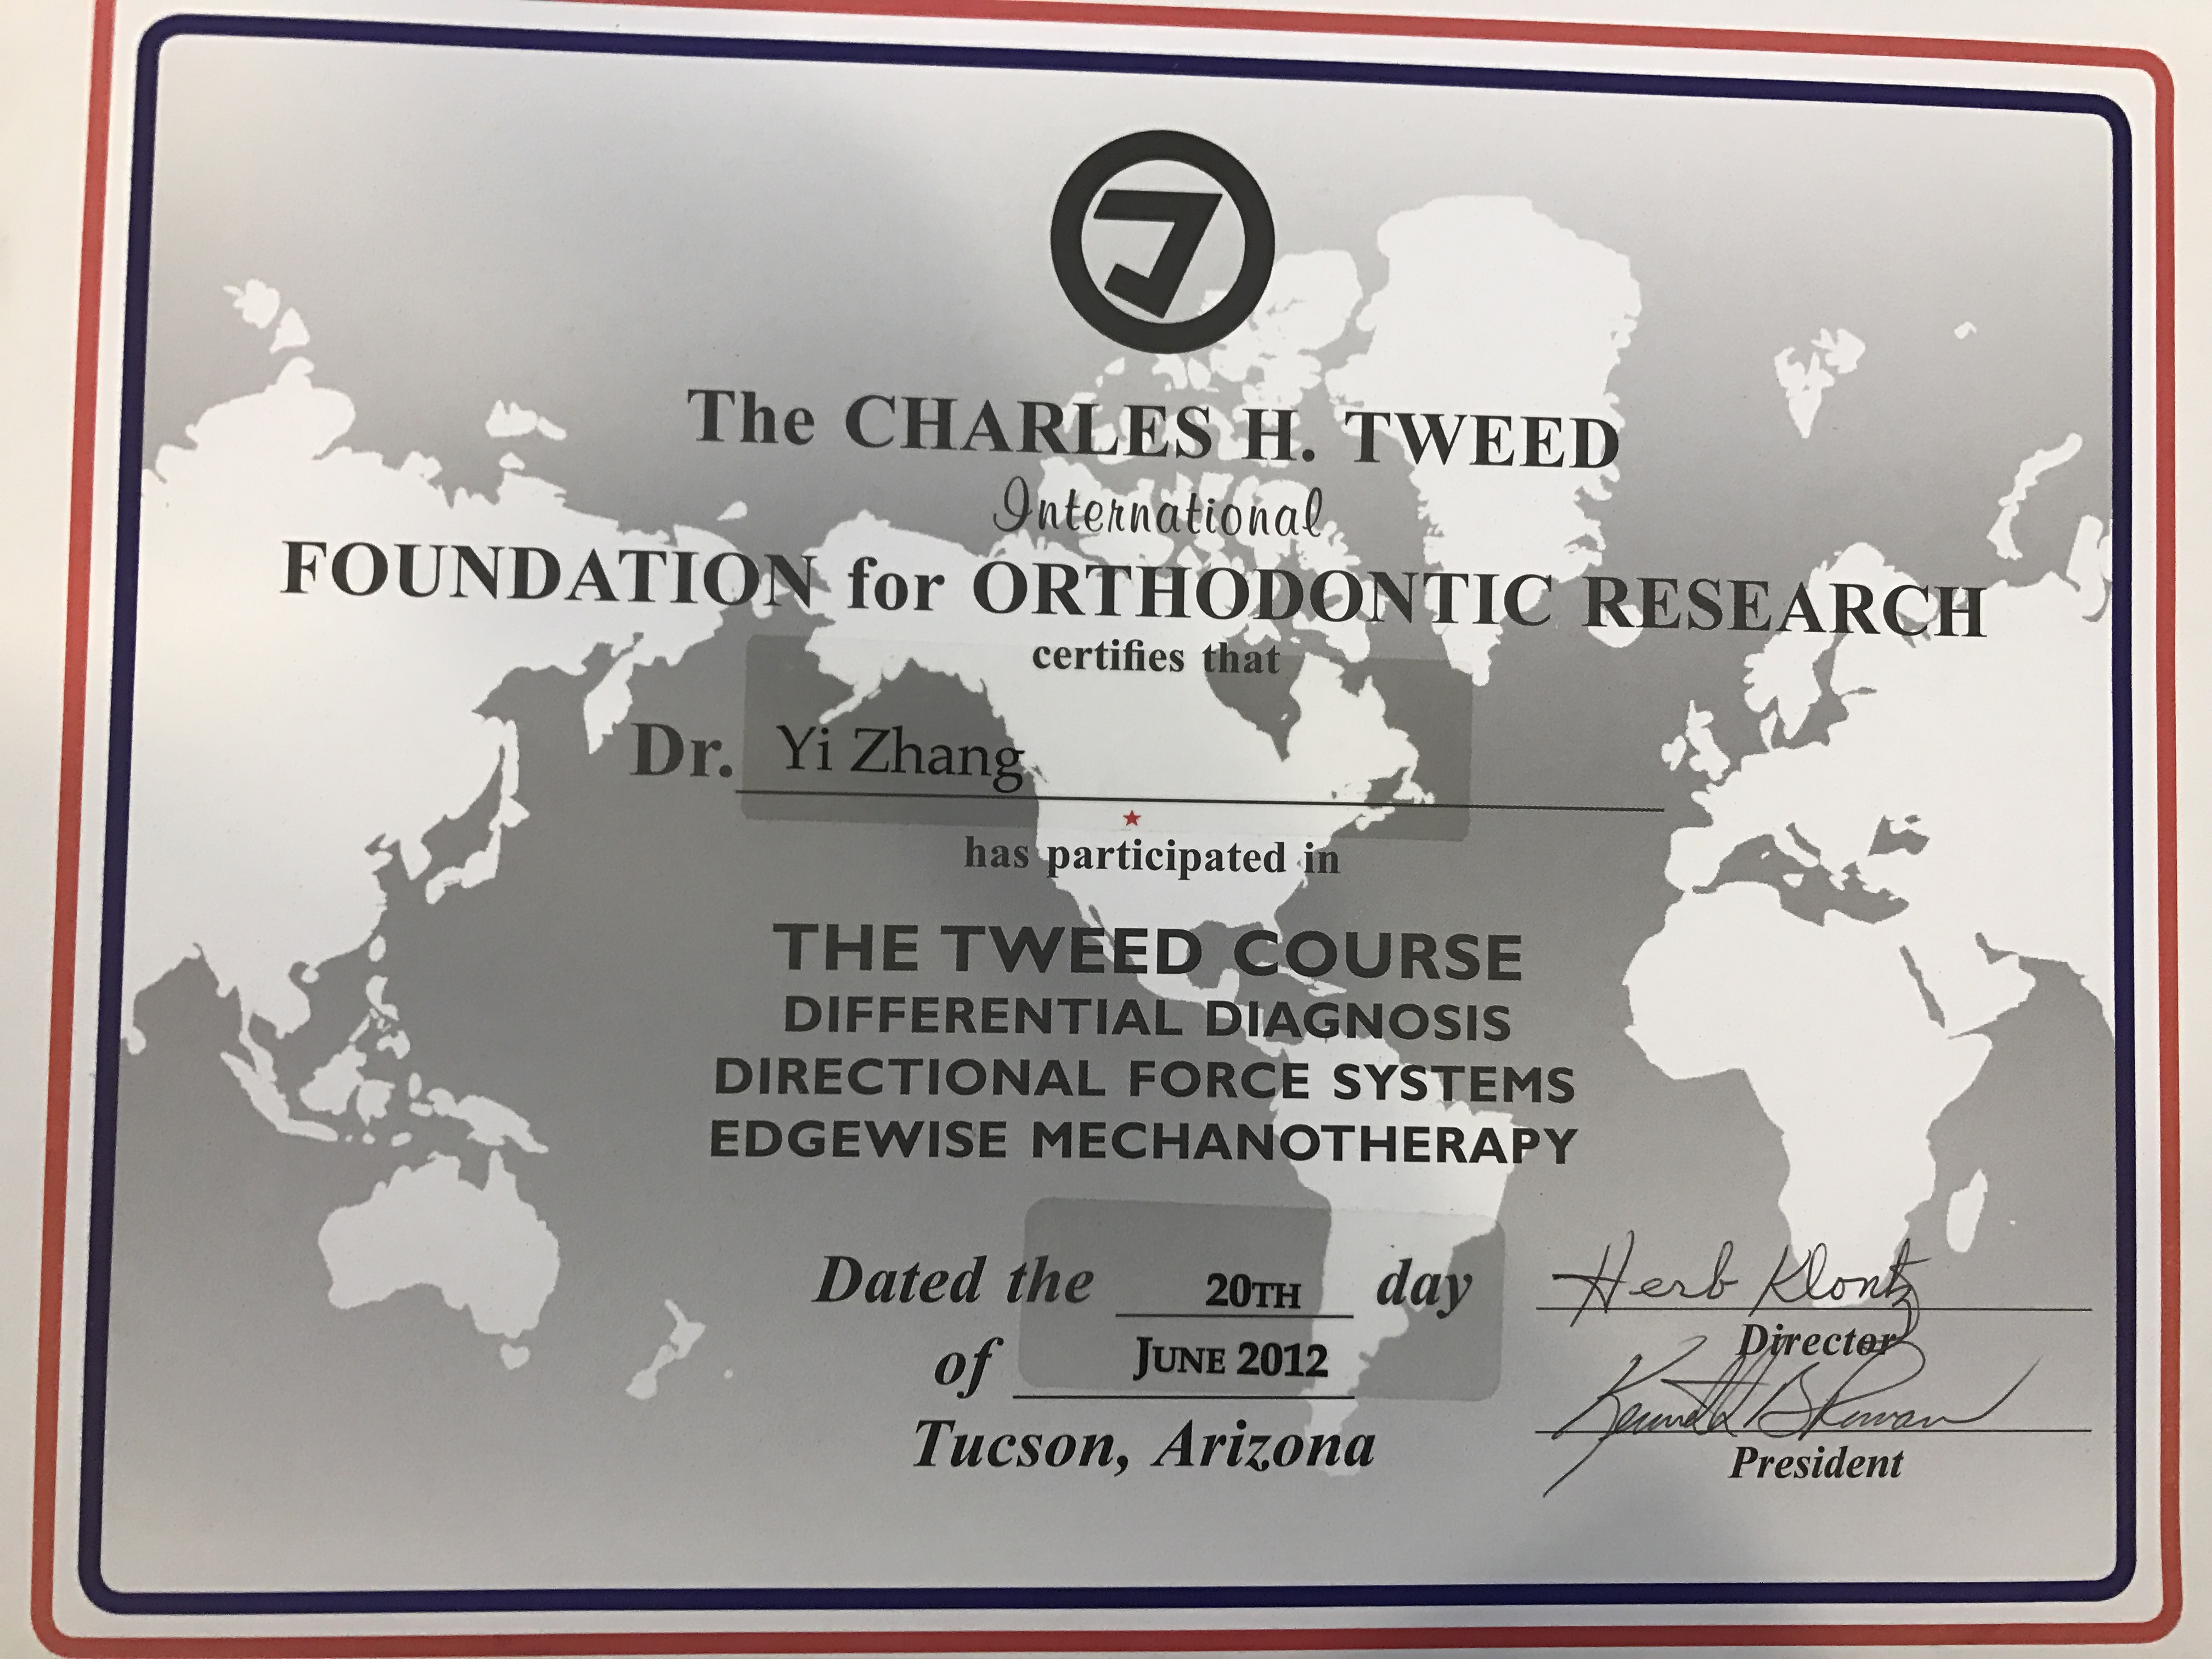 The CHARLES H. TWEED
International
FOUNDATION for ORTHODONTIC RESEARCH
certifies that
Dr. Yi Zhang
has participated in
THE TWEED COURSE
DIFFERENTIAL DIAGNOSIS
DIRECTIONAL FORCE SYSTEMS
EDGEWISE MECHANOTHERAPY
Dated the 20TH day
of JUNE 2012
Tucson, Arizona
Herb Klontz
Director
Kenneth
President